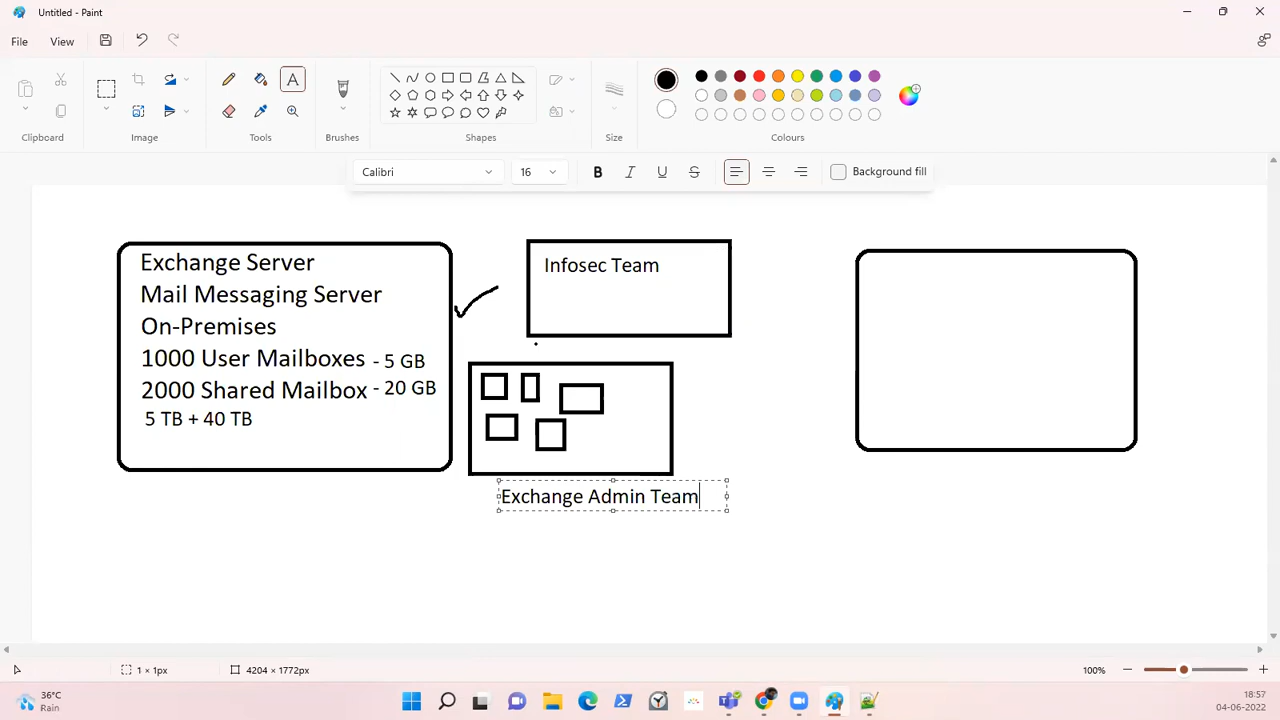 Untitled - Paint
File
View
Clipboard
Image
Tools
Brushes
Shapes
Size
Colours
Calibri
16
B
I
U
S
Background fill
Exchange Server
Mail Messaging Server
On-Premises
1000 User Mailboxes - 5 GB
2000 Shared Mailbox - 20 GB
5 TB + 40 TB
Infosec Team
Exchange Admin Team
1 × 1px
4204 × 1772px
100%
36°C
Rain
18:57
04-06-2022